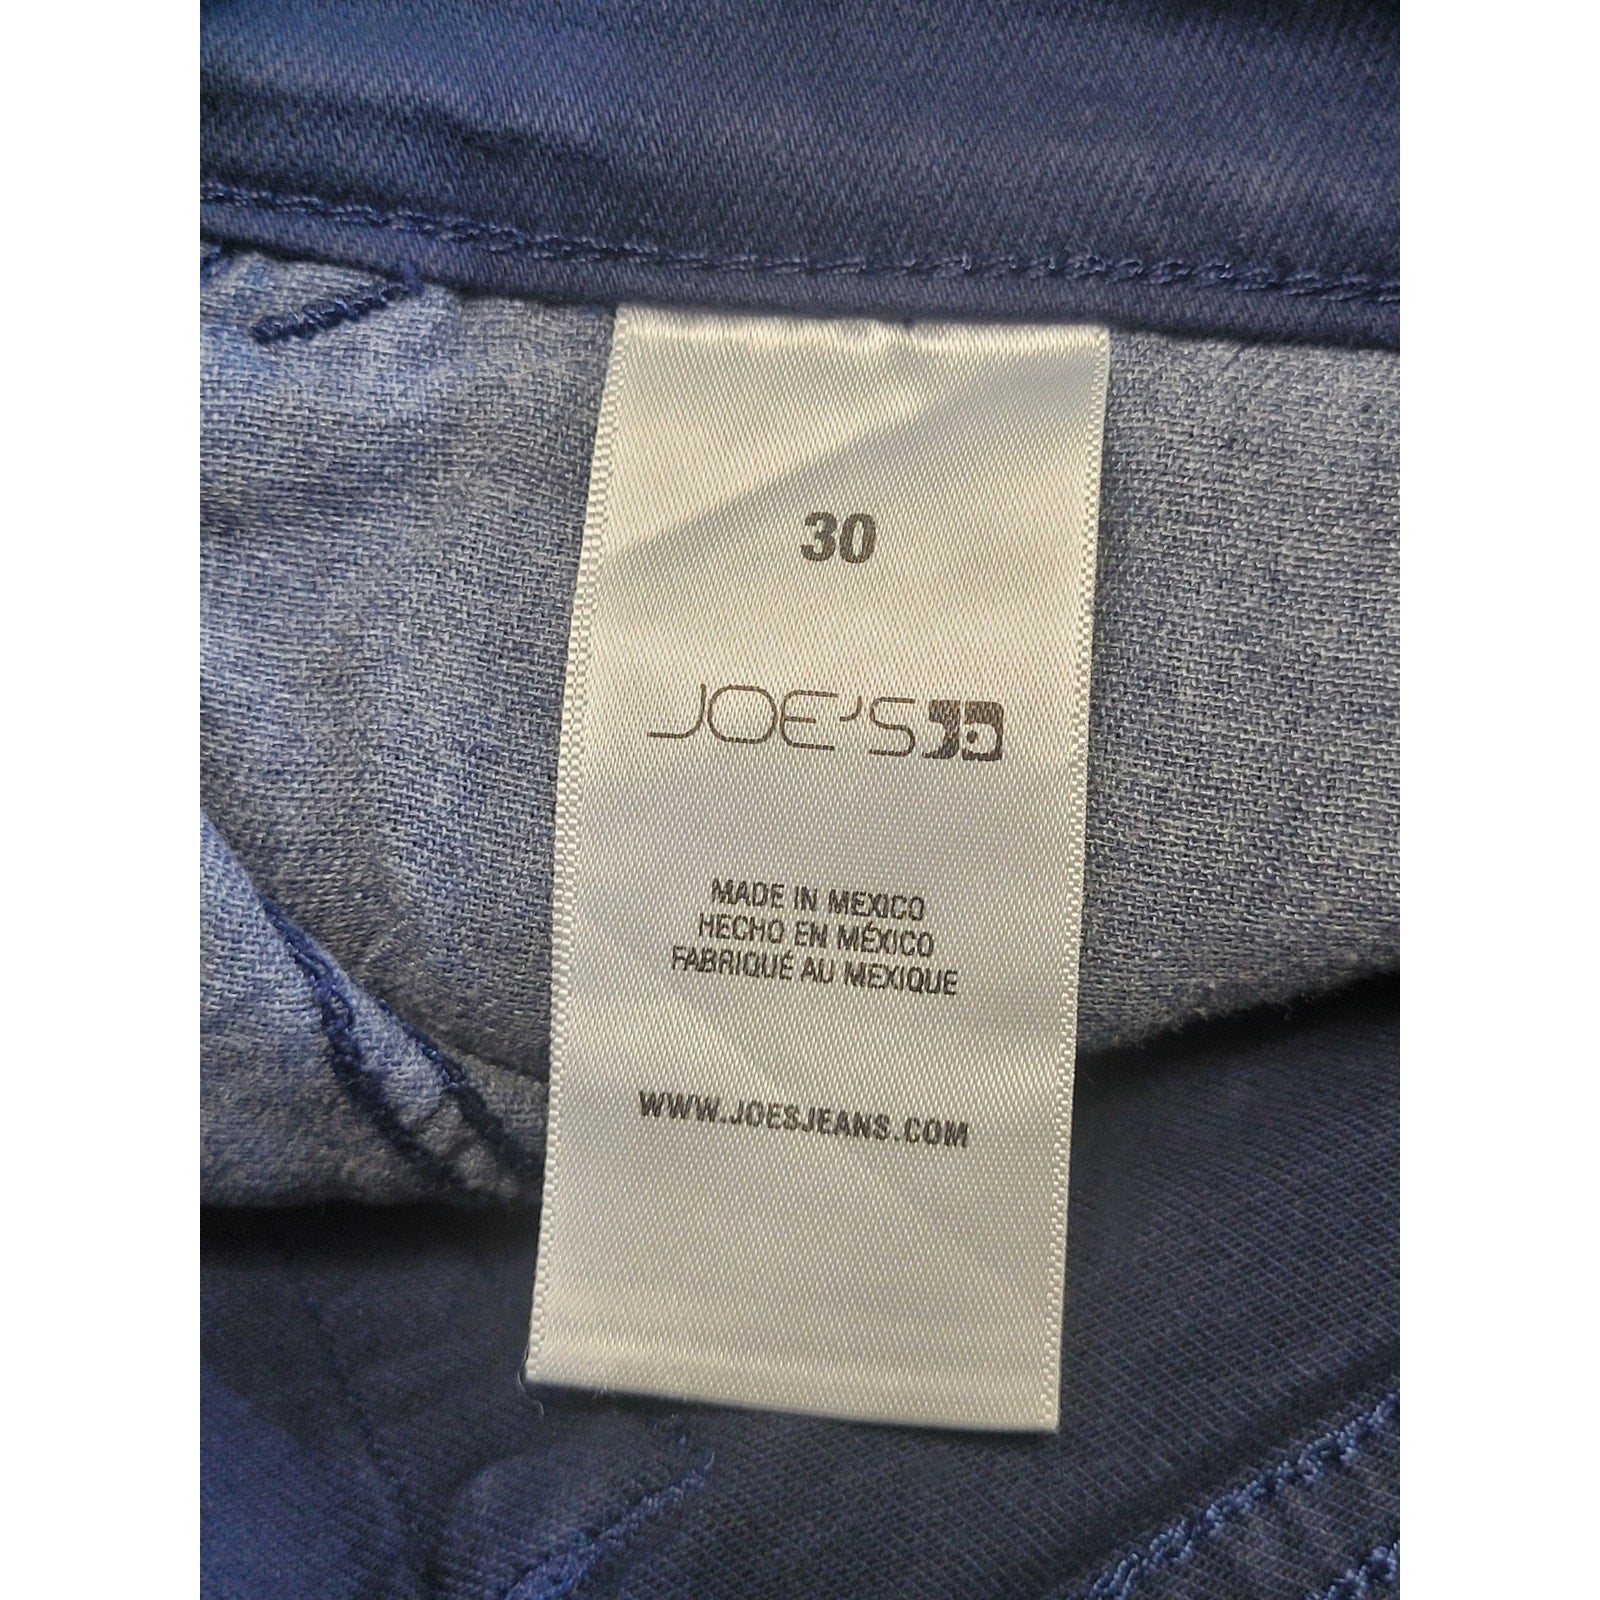 30
JOE'S
MADE IN MEXICO
HECHO EN MÉXICO
FABRIQUÉ AU MEXIQUE
WWW.JOESJEANS.COM